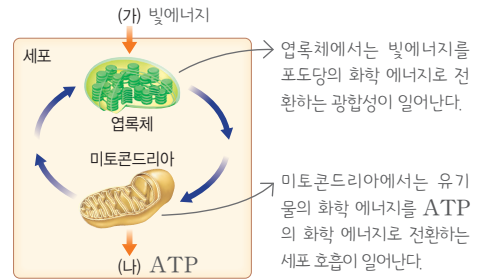 (가) 빛에너지
세포
엽록체
미토콘드리아
(나) ATP
엽록체에서는 빛에너지를
포도당의 화학 에너지로 전
환하는 광합성이 일어난다.
미토콘드리아에서는 유기
물의 화학 에너지를 ATP
의 화학 에너지로 전환하는
세포 호흡이 일어난다.